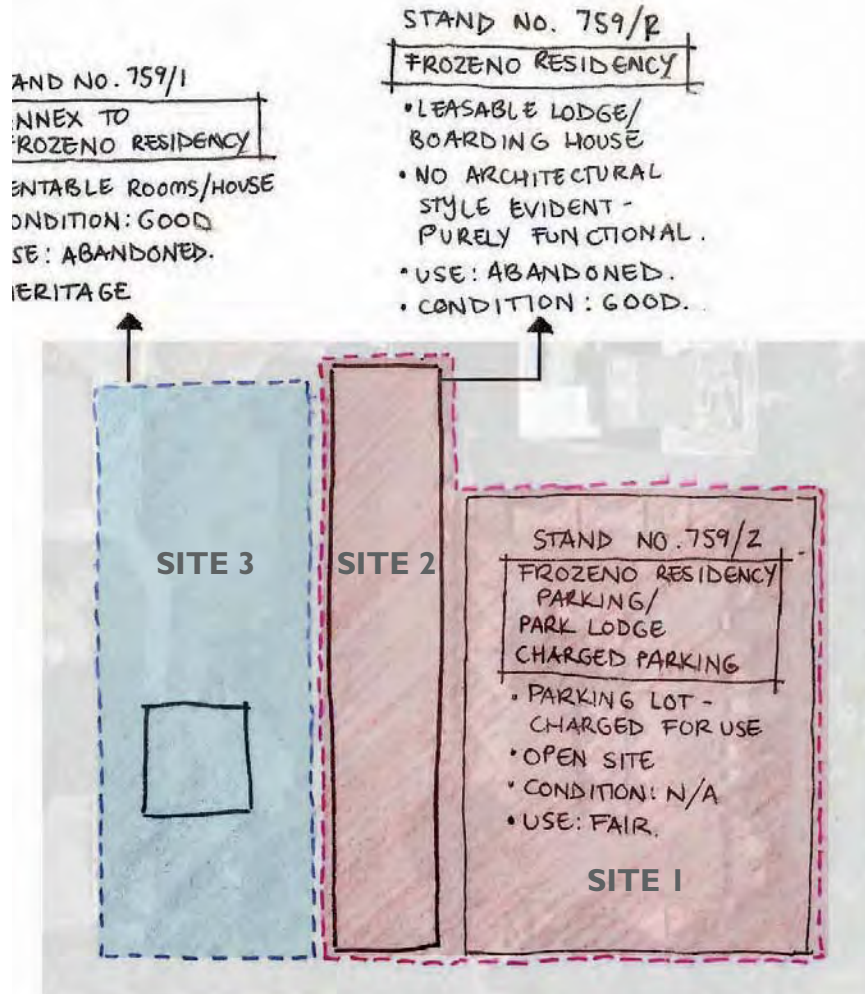 AND NO. 759/1
NNEX TO
ROZENO RESIDENCY
ENTABLE ROOMS/HOUSE
ONDITION: GOOD
SE: ABANDONED.
ERITAGE
STAND NO. 759/R
FROZENO RESIDENCY
• LEASABLE LODGE/
BOARDING HOUSE
• NO ARCHITECTURAL
STYLE EVIDENT -
PURELY FUNCTIONAL.
• USE: ABANDONED.
• CONDITION: GOOD.
SITE 3
SITE 2
STAND NO. 759/2
FROZENO RESIDENCY
PARKING/
PARK LODGE
CHARGED PARKING
• PARKING LOT -
CHARGED FOR USE
• OPEN SITE
• CONDITION: N/A
• USE: FAIR.
SITE 1